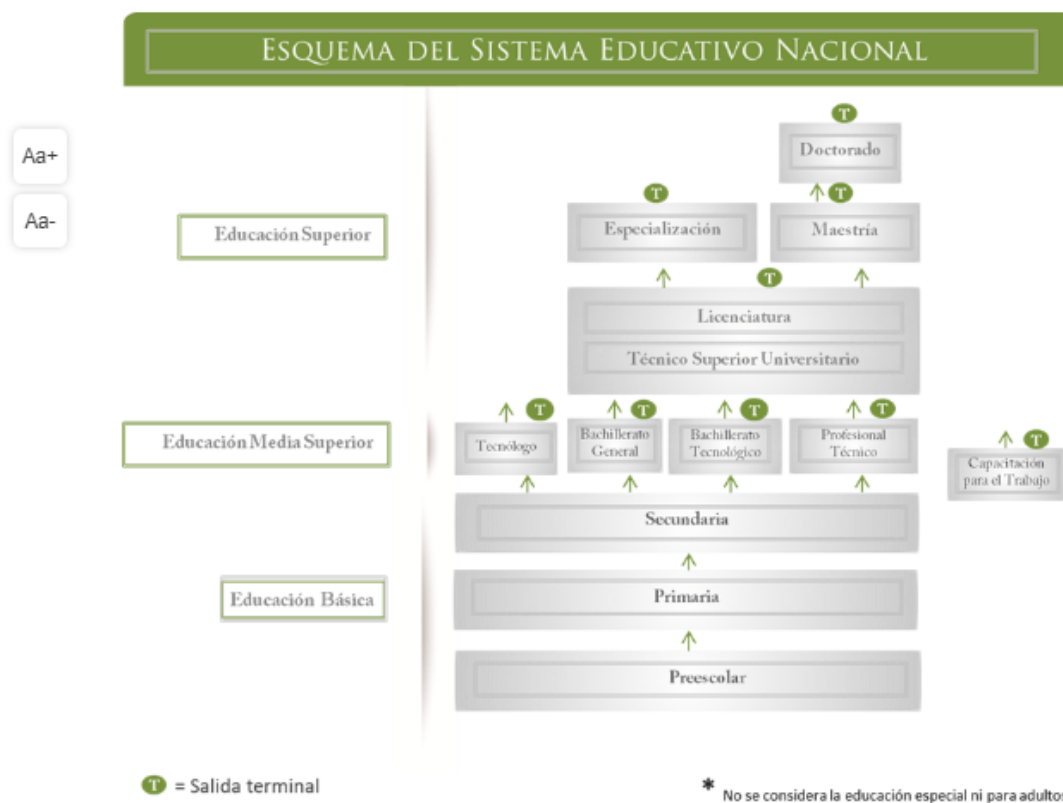 ESQUEMA DEL SISTEMA EDUCATIVO NACIONAL
Aa+
Aa-
T
Doctorado
T
T
Educación Superior
Especialización
Maestría
T
Licenciatura
Técnico Superior Universitario
T
T
T
T
Educación Media Superior
Tecnólogo
Bachillerato
General
Bachillerato
Tecnológico
Profesional
Técnico
T
Capacitación
para el Trabajo
Secundaria
Educación Básica
Primaria
Preescolar
T = Salida terminal
* No se considera la educación especial ni para adulto